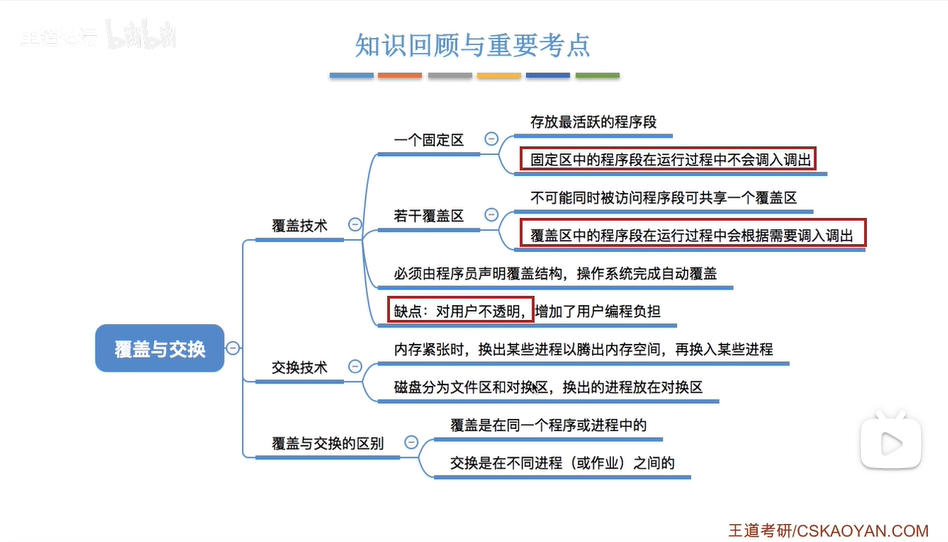 bilibili
知识回顾与重要考点
存放最活跃的程序段
一个固定区
固定区中的程序段在运行过程中不会调入调出
不可能同时被访问程序段可共享一个覆盖区
若干覆盖区
覆盖技术
覆盖区中的程序段在运行过程中会根据需要调入调出
必须由程序员声明覆盖结构，操作系统完成自动覆盖
缺点：对用户不透明，增加了用户编程负担
覆盖与交换
内存紧张时，换出某些进程以腾出内存空间，再换入某些进程
交换技术
磁盘分为文件区和对换区，换出的进程放在对换区
覆盖是在同一个程序或进程中的
覆盖与交换的区别
交换是在不同进程（或作业）之间的
王道考研/CSKAOYAN.COM